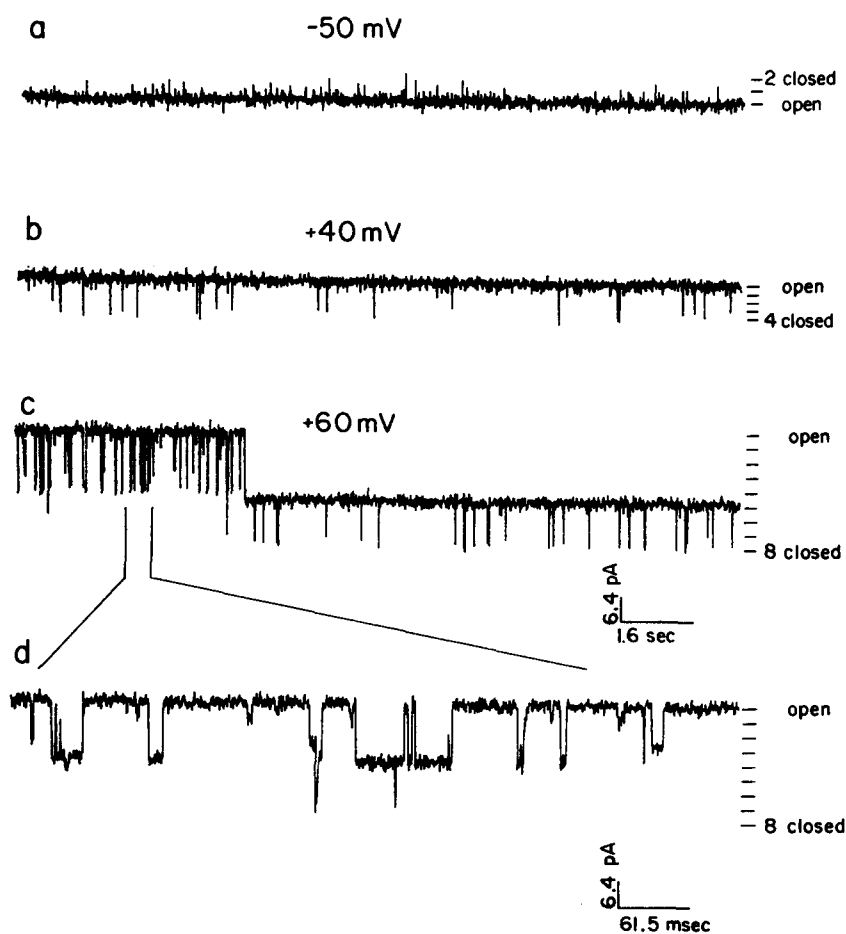 a
-50 mV
2 closed
open
b
+40 mV
open
4 closed
c
+60 mV
open
8 closed
6.4 pA
1.6 sec
d
open
8 closed
6.4 pA
61.5 msec